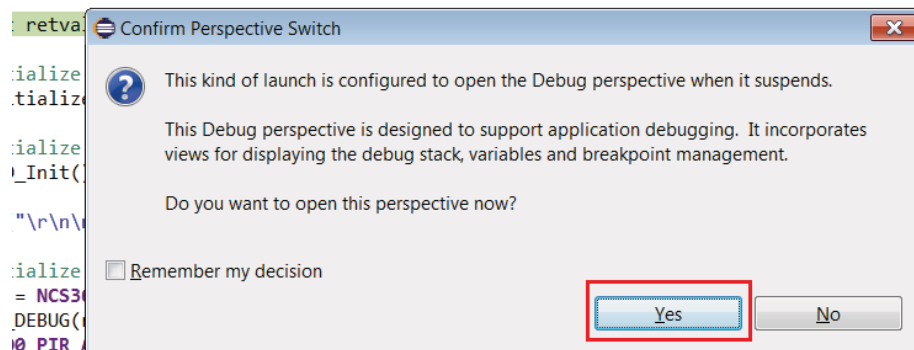 retval
Confirm Perspective Switch
tialize
This kind of launch is configured to open the Debug perspective when it suspends.
tialize
This Debug perspective is designed to support application debugging. It incorporates
tialize
views for displaying the debug stack, variables and breakpoint management.
_Init()
Do you want to open this perspective now?
"\r\n\
tialize
Remember my decision
= NCS3
_DEBUG(
Yes
No
00_PIR_